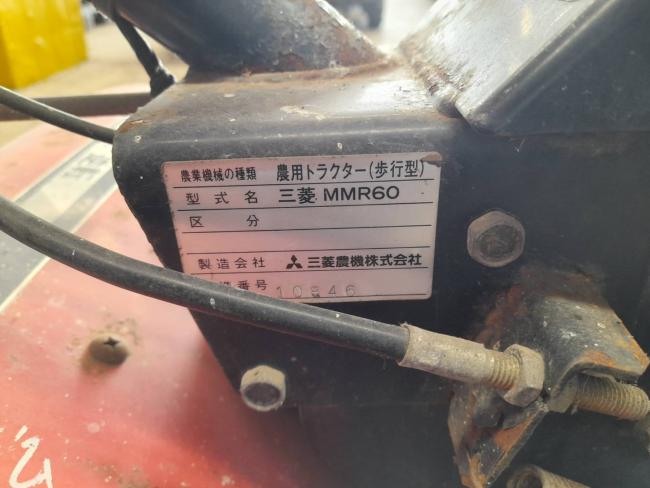 農業機械の種類 農用トラクター(歩行型)
型式名 三菱 MMR60
区分
製造会社 三菱農機株式会社
番号 10846